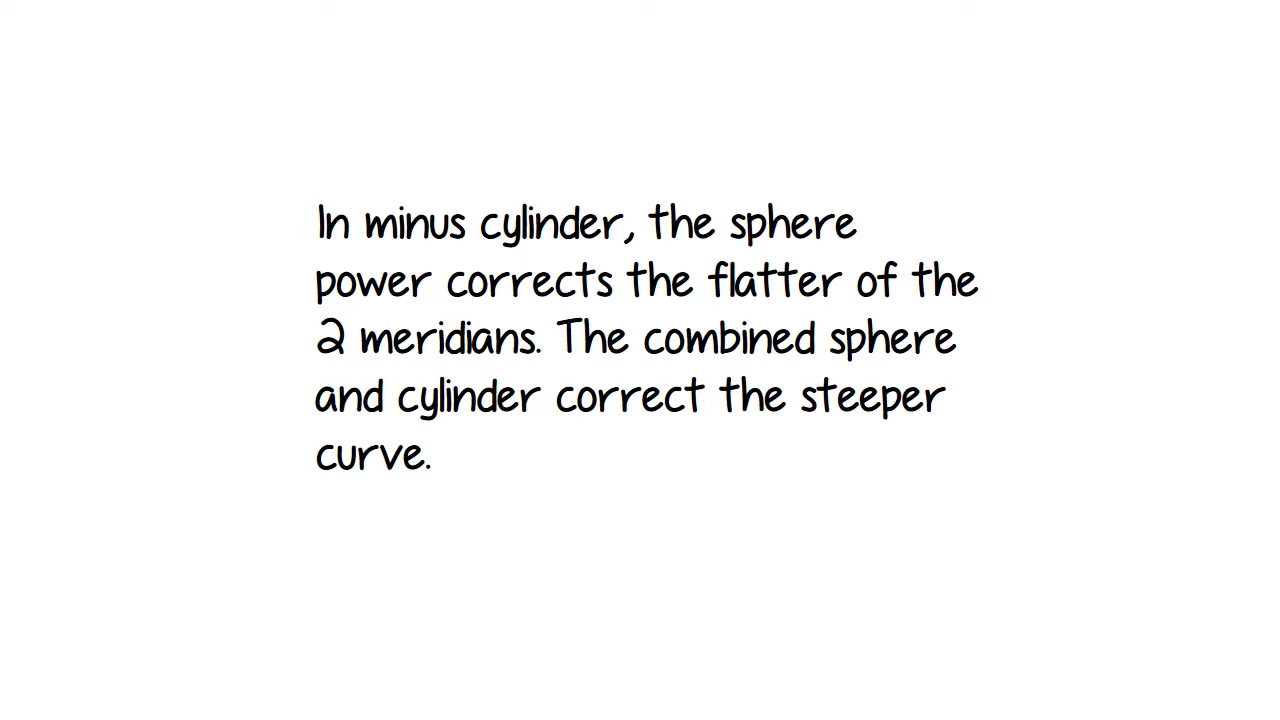 In minus cylinder, the sphere
power corrects the flatter of the
2 meridians. The combined sphere
and cylinder correct the steeper
curve.